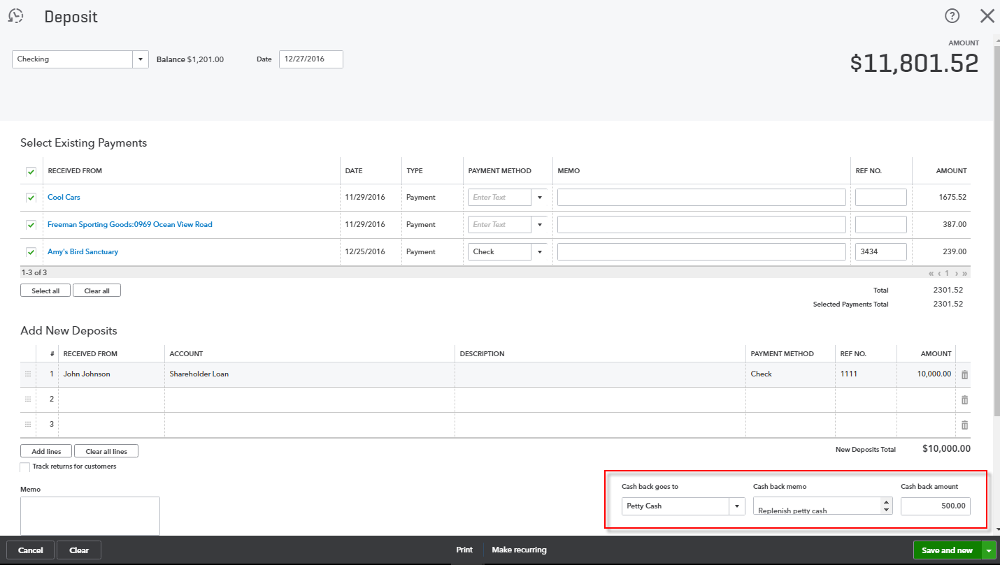 Deposit
AMOUNT
$11,801.52
Checking Balance $1,201.00 Date 12/27/2016
Select Existing Payments
RECEIVED FROM DATE TYPE PAYMENT METHOD MEMO REF NO. AMOUNT
Cool Cars 11/29/2016 Payment Enter Text 1675.52
Freeman Sporting Goods:0969 Ocean View Road 11/29/2016 Payment Enter Text 387.00
Amy's Bird Sanctuary 12/25/2016 Payment Check 3434 239.00
1-3 of 3 « ‹ 1 › »
Select all Clear all Total 2301.52
Selected Payments Total 2301.52
Add New Deposits
# RECEIVED FROM ACCOUNT DESCRIPTION PAYMENT METHOD REF NO. AMOUNT
1 John Johnson Shareholder Loan Check 1111 10,000.00
2
3
Add lines Clear all lines New Deposits Total $10,000.00
Track returns for customers
Memo Cash back goes to Cash back memo Cash back amount
Petty Cash Replenish petty cash 500.00
Cancel Clear Print Make recurring Save and new